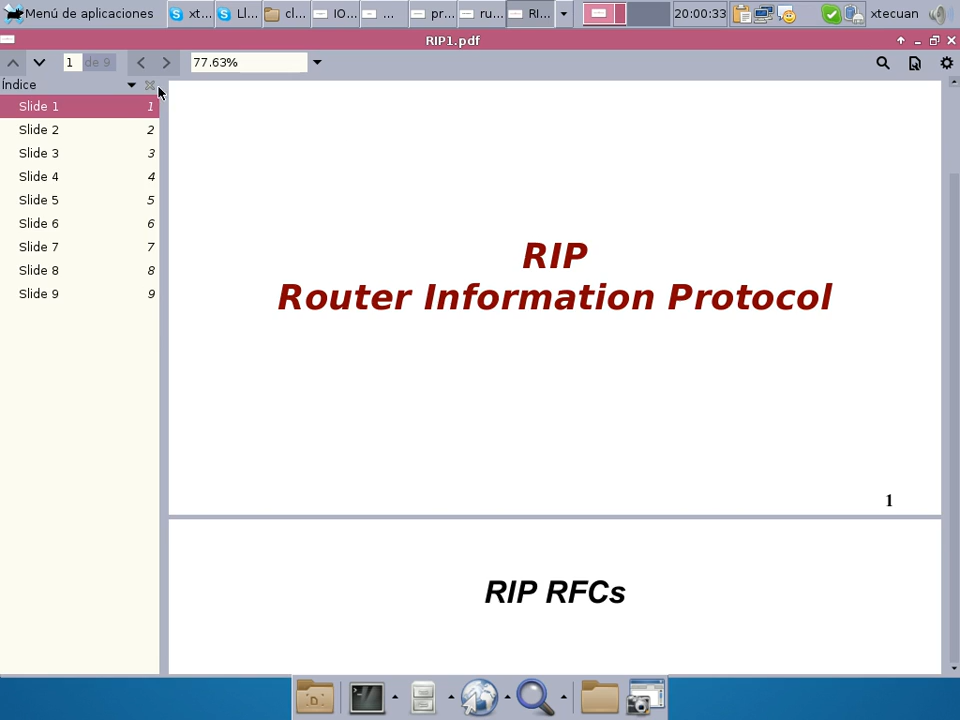 Menú de aplicaciones
xt...
Ll...
cl...
IO...
...
pr...
ru...
RI...
20:00:33
xtecuan
RIP1.pdf
1 de 9
77.63%
Índice
Slide 1 1
Slide 2 2
Slide 3 3
Slide 4 4
Slide 5 5
Slide 6 6
Slide 7 7
Slide 8 8
Slide 9 9
RIP
Router Information Protocol
1
RIP RFCs